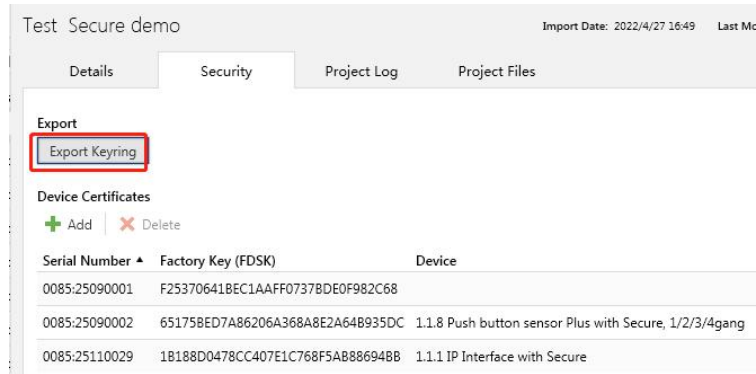 Test Secure demo Import Date: 2022/4/27 16:49 Last Mo
Details Security Project Log Project Files
Export
Export Keyring
Device Certificates
Add Delete
Serial Number Factory Key (FDSK) Device
0085:25090001 F25370641BEC1AAFF0737BDE0F982C68
0085:25090002 65175BED7A86206A368A8E2A64B935DC 1.1.8 Push button sensor Plus with Secure, 1/2/3/4gang
0085:25110029 1B188D0478CC407E1C768F5AB88694BB 1.1.1 IP Interface with Secure